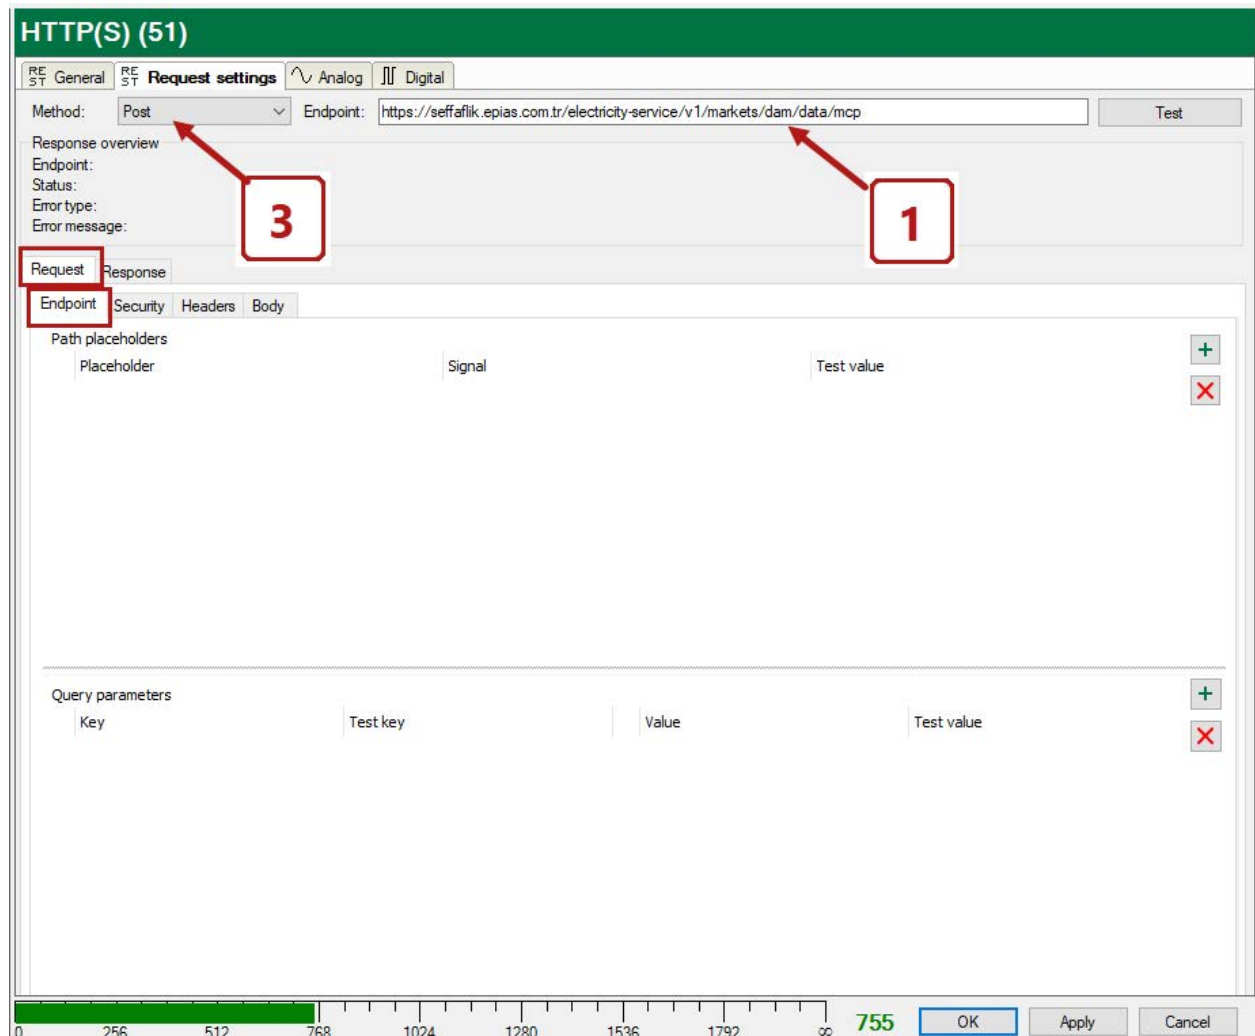 HTTP(S) (51)
REST General REST Request settings Analog Digital
Method: Post Endpoint: https://seffaflik.epias.com.tr/electricity-service/v1/markets/dam/data/mcp Test
Response overview
Endpoint:
Status:
Error type:
Error message:
3
1
Request Response
Endpoint Security Headers Body
Path placeholders
Placeholder Signal Test value
Query parameters
Key Test key Value Test value
0 256 512 768 1024 1280 1536 1792 ∞ 755 OK Apply Cancel